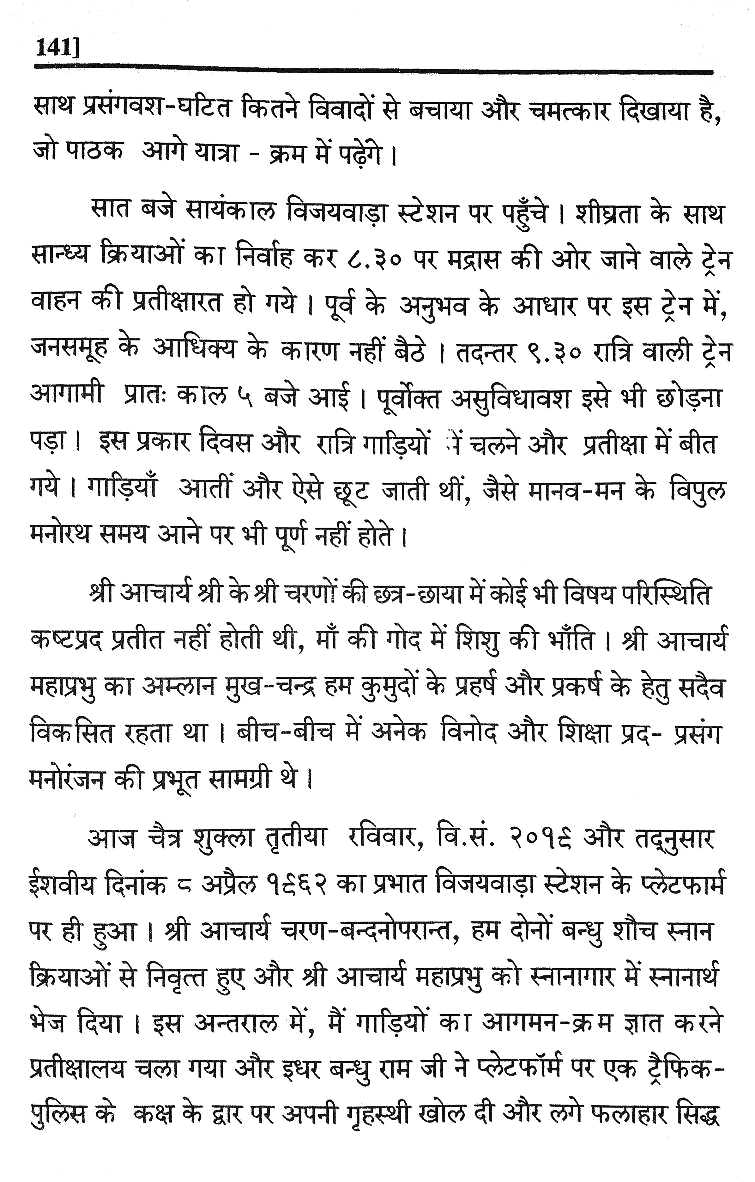 141]
साथ प्रसंगवश-घटित कितने विवादों से बचाया और चमत्कार दिखाया है,
जो पाठक आगे यात्रा - क्रम में पढ़ेंगे ।
सात बजे सायंकाल विजयवाड़ा स्टेशन पर पहुँचे । शीघ्रता के साथ
सान्ध्य क्रियाओं का निर्वाह कर ८.३० पर मद्रास की ओर जाने वाले ट्रेन
वाहन की प्रतीक्षारत हो गये । पूर्व के अनुभव के आधार पर इस ट्रेन में,
जनसमूह के आधिक्य के कारण नहीं बैठे । तदन्तर ९.३० रात्रि वाली ट्रेन
आगामी प्रातः काल ५ बजे आई । पूर्वोक्त असुविधावश इसे भी छोड़ना
पड़ा । इस प्रकार दिवस और रात्रि गाड़ियों चलने और प्रतीक्षा में बीत
गये । गाड़ियाँ आतीं और ऐसे छूट जाती थीं, जैसे मानव-मन के विपुल
मनोरथ समय आने पर भी पूर्ण नहीं होते ।
श्री आचार्य श्री के श्री चरणों की छत्र-छाया में कोई भी विषय परिस्थिति
कष्टप्रद प्रतीत नहीं होती थी, माँ की गोद में शिशु की भाँति । श्री आचार्य
महाप्रभु का अम्लान मुख-चन्द्र हम कुमुदों के प्रहर्ष और प्रकर्ष के हेतु सदैव
विकसित रहता था । बीच-बीच में अनेक विनोद और शिक्षा प्रद- प्रसंग
मनोरंजन की प्रभूत सामग्री थे ।
आज चैत्र शुक्ला तृतीया रविवार, वि.सं. २०१९ और तद्नुसार
ईशवीय दिनांक ८ अप्रैल १९६२ का प्रभात विजयवाड़ा स्टेशन के प्लेटफार्म
पर ही हुआ । श्री आचार्य चरण-बन्दनोपरान्त, हम दोनों बन्धु शौच स्नान
क्रियाओं से निवृत्त हुए और श्री आचार्य महाप्रभु को स्नानागार में स्नानार्थ
भेज दिया । इस अन्तराल में, मैं गाड़ियों का आगमन-क्रम ज्ञात करने
प्रतीक्षालय चला गया और इधर बन्धु राम जी ने प्लेटफॉर्म पर एक ट्रैफिक-
पुलिस के कक्ष के द्वार पर अपनी गृहस्थी खोल दी और लगे फलाहार सिद्ध